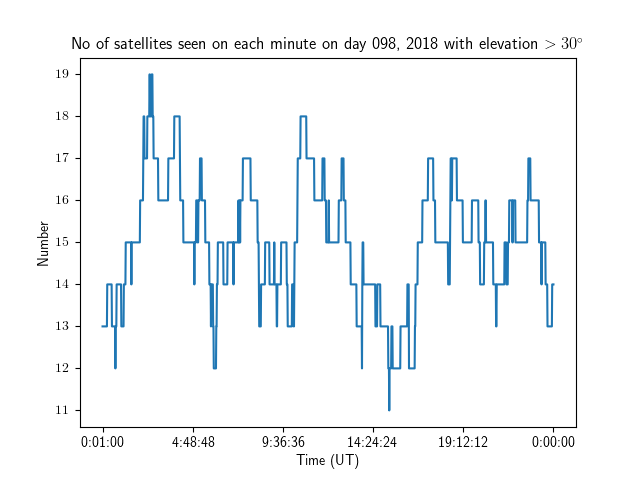 No of satellites seen on each minute on day 098, 2018 with elevation > 30°
19
18
17
16
15
14
13
12
11
Number
0:01:00 4:48:48 9:36:36 14:24:24 19:12:12 0:00:00
Time (UT)